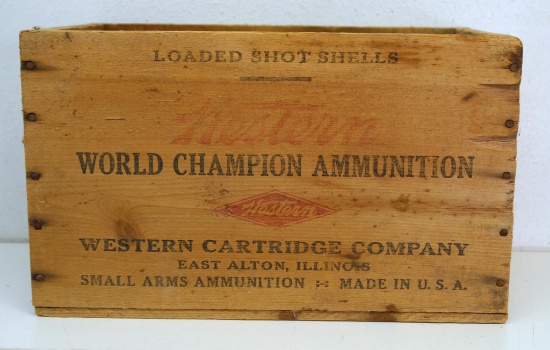 LOADED SHOT SHELLS
Western
WORLD CHAMPION AMMUNITION
Western
WESTERN CARTRIDGE COMPANY
EAST ALTON, ILLINOIS
SMALL ARMS AMMUNITION :-: MADE IN U.S.A.